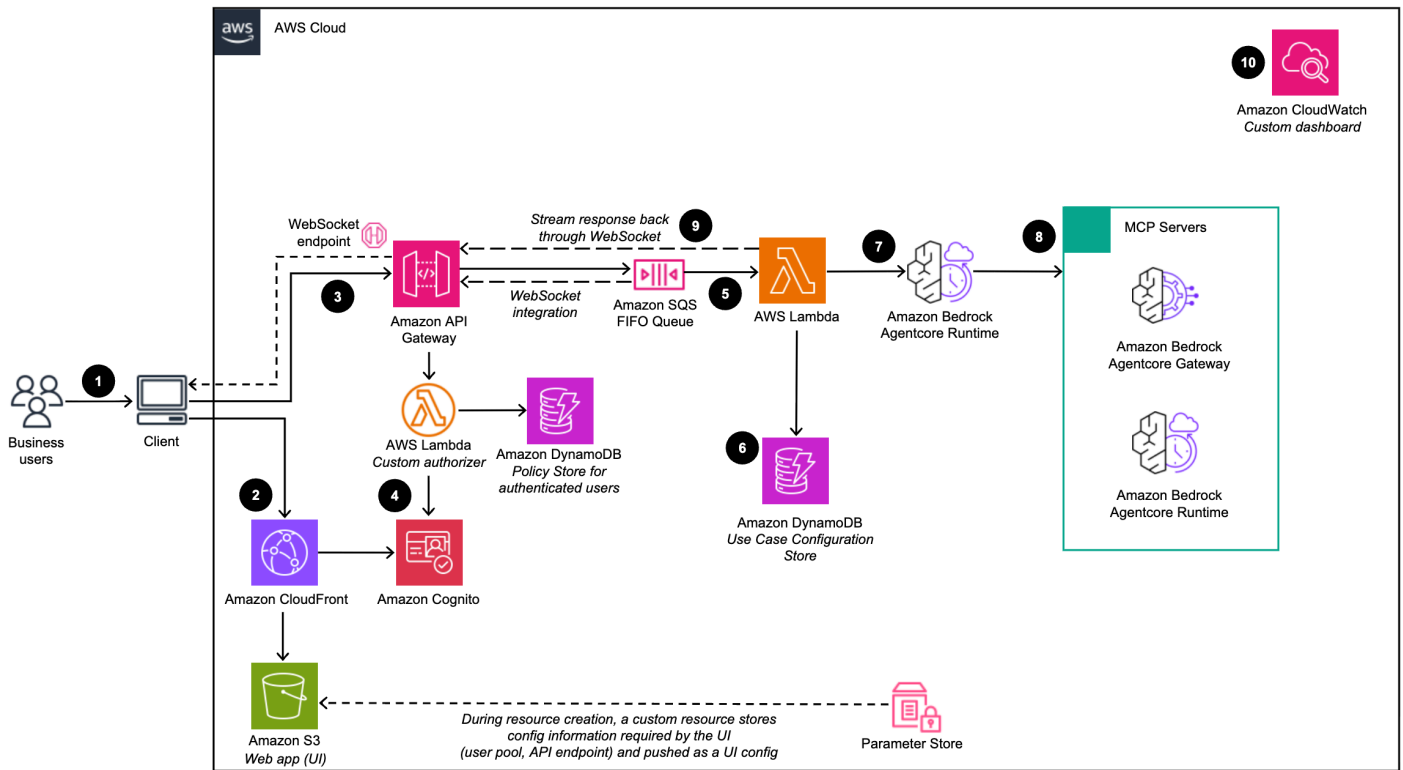 aws
AWS Cloud
10
Amazon CloudWatch
Custom dashboard
WebSocket
endpoint
Stream response back
through WebSocket
9
3
Amazon API
Gateway
WebSocket
integration
Amazon SQS
FIFO Queue
5
AWS Lambda
7
Amazon Bedrock
Agentcore Runtime
8
MCP Servers
Amazon Bedrock
Agentcore Gateway
Amazon Bedrock
Agentcore Runtime
1
Business
users
Client
AWS Lambda
Custom authorizer
Amazon DynamoDB
Policy Store for
authenticated users
6
Amazon DynamoDB
Use Case Configuration
Store
2
4
Amazon CloudFront
Amazon Cognito
Amazon S3
Web app (UI)
During resource creation, a custom resource stores
config information required by the UI
(user pool, API endpoint) and pushed as a UI config
Parameter Store